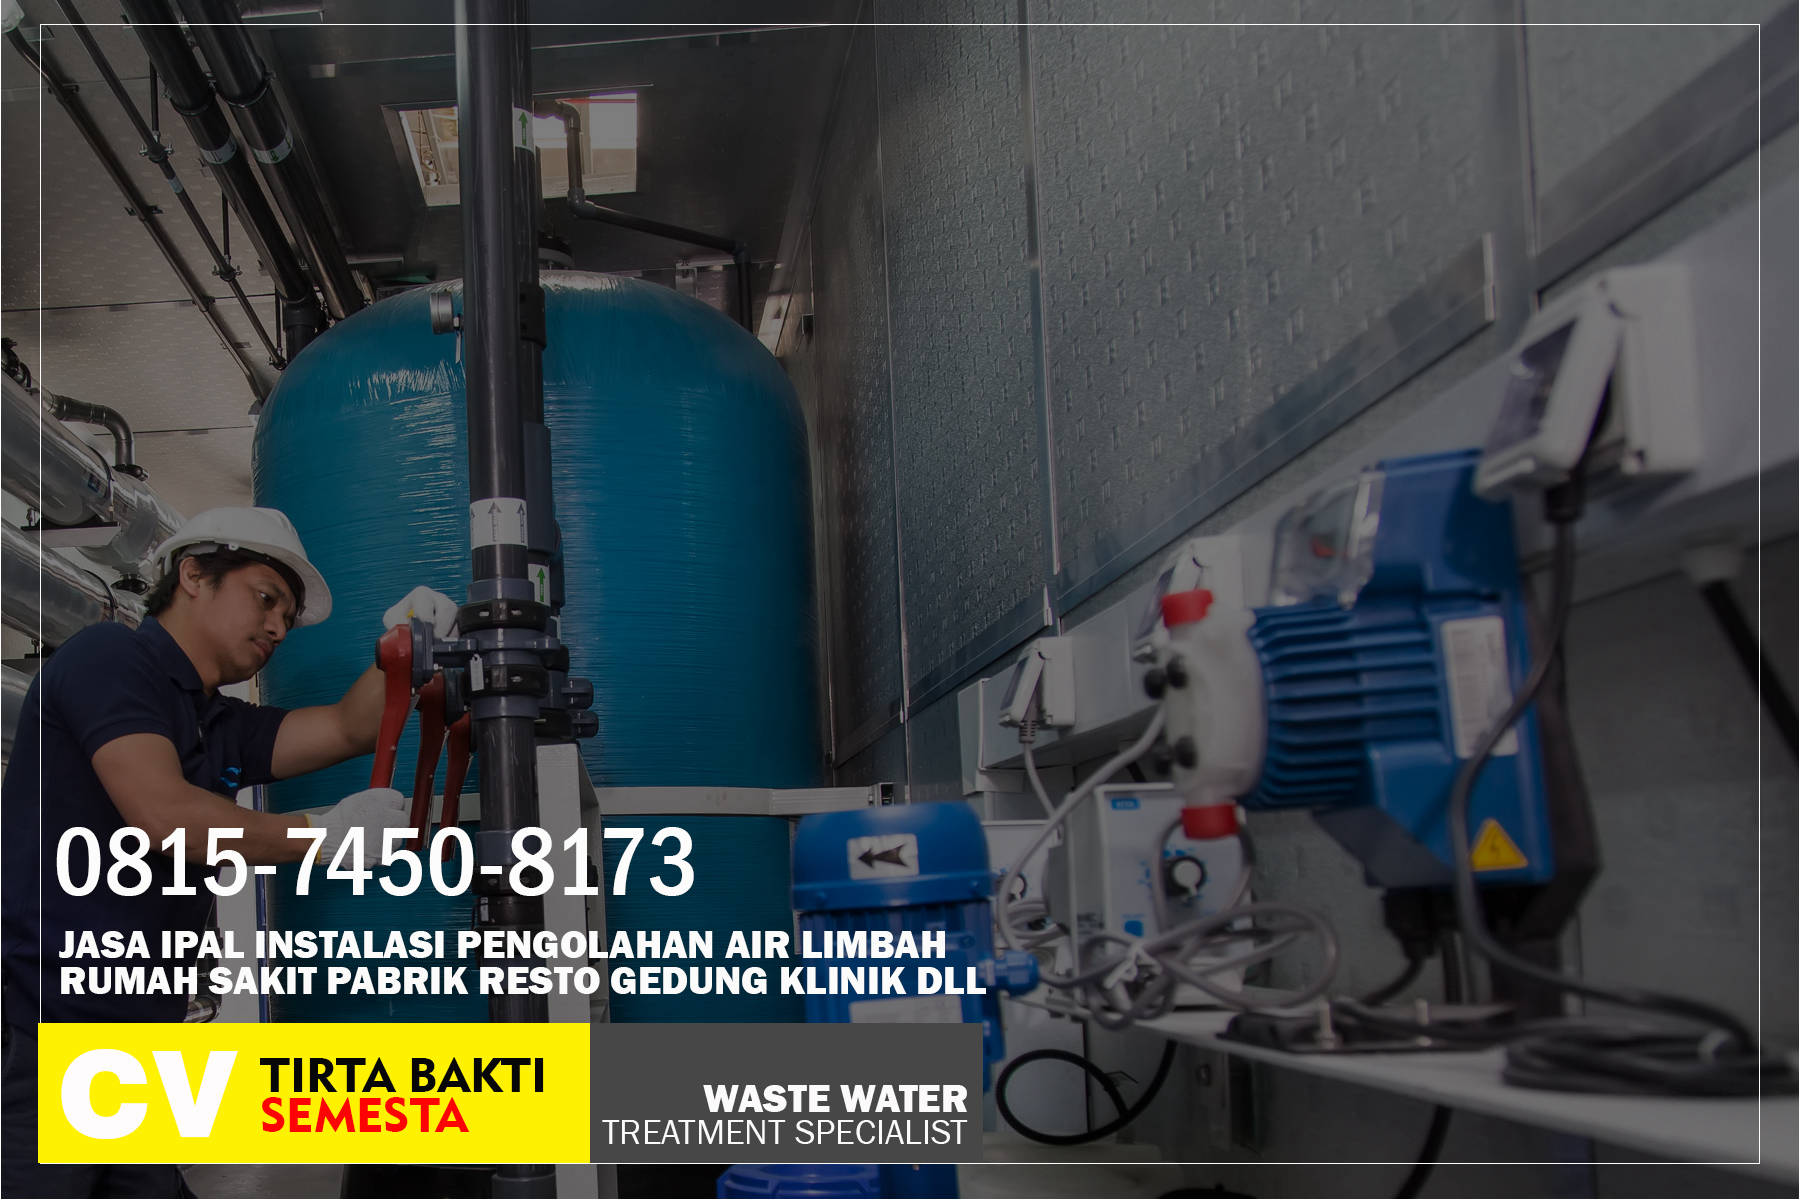 0815-7450-8173
JASA IPAL INSTALASI PENGOLAHAN AIR LIMBAH
RUMAH SAKIT PABRIK RESTO GEDUNG KLINIK DLL
CV TIRTA BAKTI
SEMESTA
WASTE WATER
TREATMENT SPECIALIST